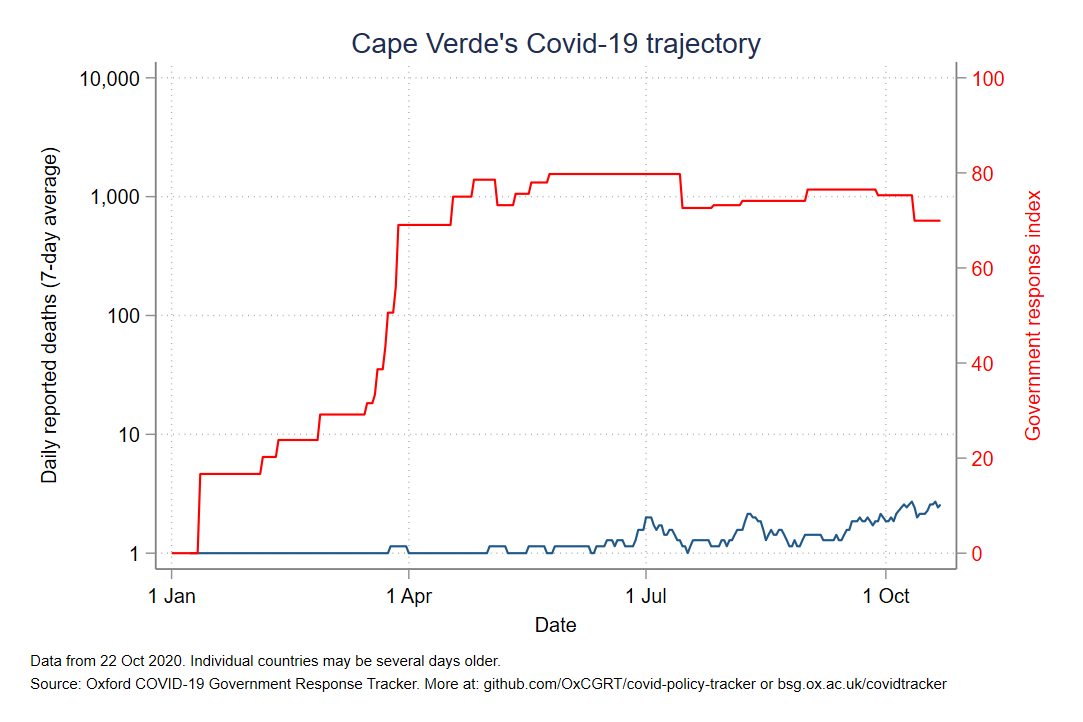 Cape Verde's Covid-19 trajectory
10,000
1,000
100
10
1
Daily reported deaths (7-day average)
100
80
60
40
20
0
Government response index
1 Jan
1 Apr
1 Jul
1 Oct
Date
Data from 22 Oct 2020. Individual countries may be several days older.
Source: Oxford COVID-19 Government Response Tracker. More at: github.com/OxCGRT/covid-policy-tracker or bsg.ox.ac.uk/covidtracker